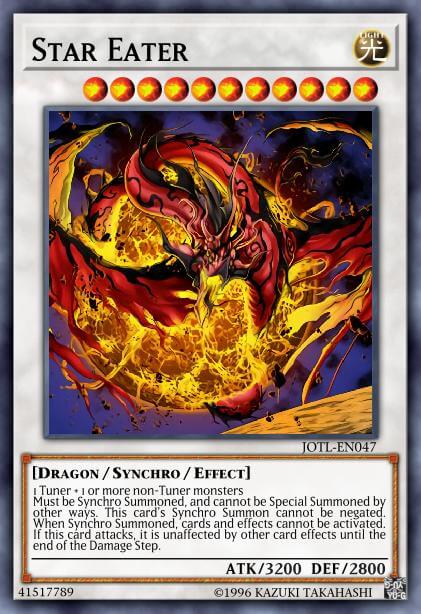 STAR EATER
LIGHT
光
JOTL-EN047
[DRAGON / SYNCHRO / EFFECT]
1 Tuner + 1 or more non-Tuner monsters
Must be Synchro Summoned, and cannot be Special Summoned by
other ways. This card's Synchro Summon cannot be negated.
When Synchro Summoned, cards and effects cannot be activated.
If this card attacks, it is unaffected by other card effects until the
end of the Damage Step.
ATK/3200 DEF/2800
41517789
©1996 KAZUKI TAKAHASHI